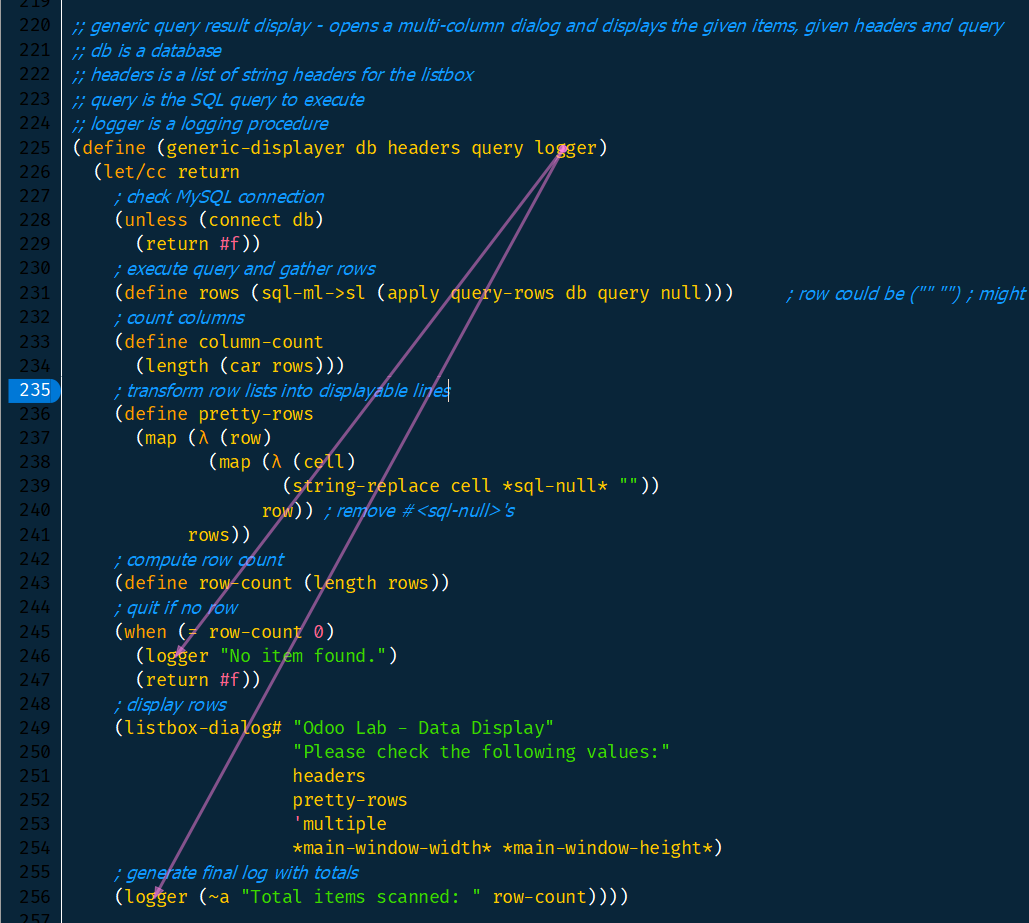 219
220 ;; generic query result display - opens a multi-column dialog and displays the given items, given headers and query
221 ;; db is a database
222 ;; headers is a list of string headers for the listbox
223 ;; query is the SQL query to execute
224 ;; logger is a logging procedure
225 (define (generic-displayer db headers query logger)
226   (let/cc return
227     ; check MySQL connection
228     (unless (connect db)
229       (return #f))
230     ; execute query and gather rows
231     (define rows (sql-ml->sl (apply query-rows db query null)))     ; row could be ("" "") ; might
232     ; count columns
233     (define column-count
234       (length (car rows)))
235     ; transform row lists into displayable lines
236     (define pretty-rows
237       (map (λ (row)
238              (map (λ (cell)
239                     (string-replace cell *sql-null* ""))
240                   row)) ; remove #<sql-null>'s
241            rows))
242     ; compute row count
243     (define row-count (length rows))
244     ; quit if no row
245     (when (= row-count 0)
246       (logger "No item found.")
247       (return #f))
248     ; display rows
249     (listbox-dialog# "Odoo Lab - Data Display"
250                      "Please check the following values:"
251                      headers
252                      pretty-rows
253                      'multiple
254                      *main-window-width* *main-window-height*)
255     ; generate final log with totals
256     (logger (~a "Total items scanned: " row-count))))
257